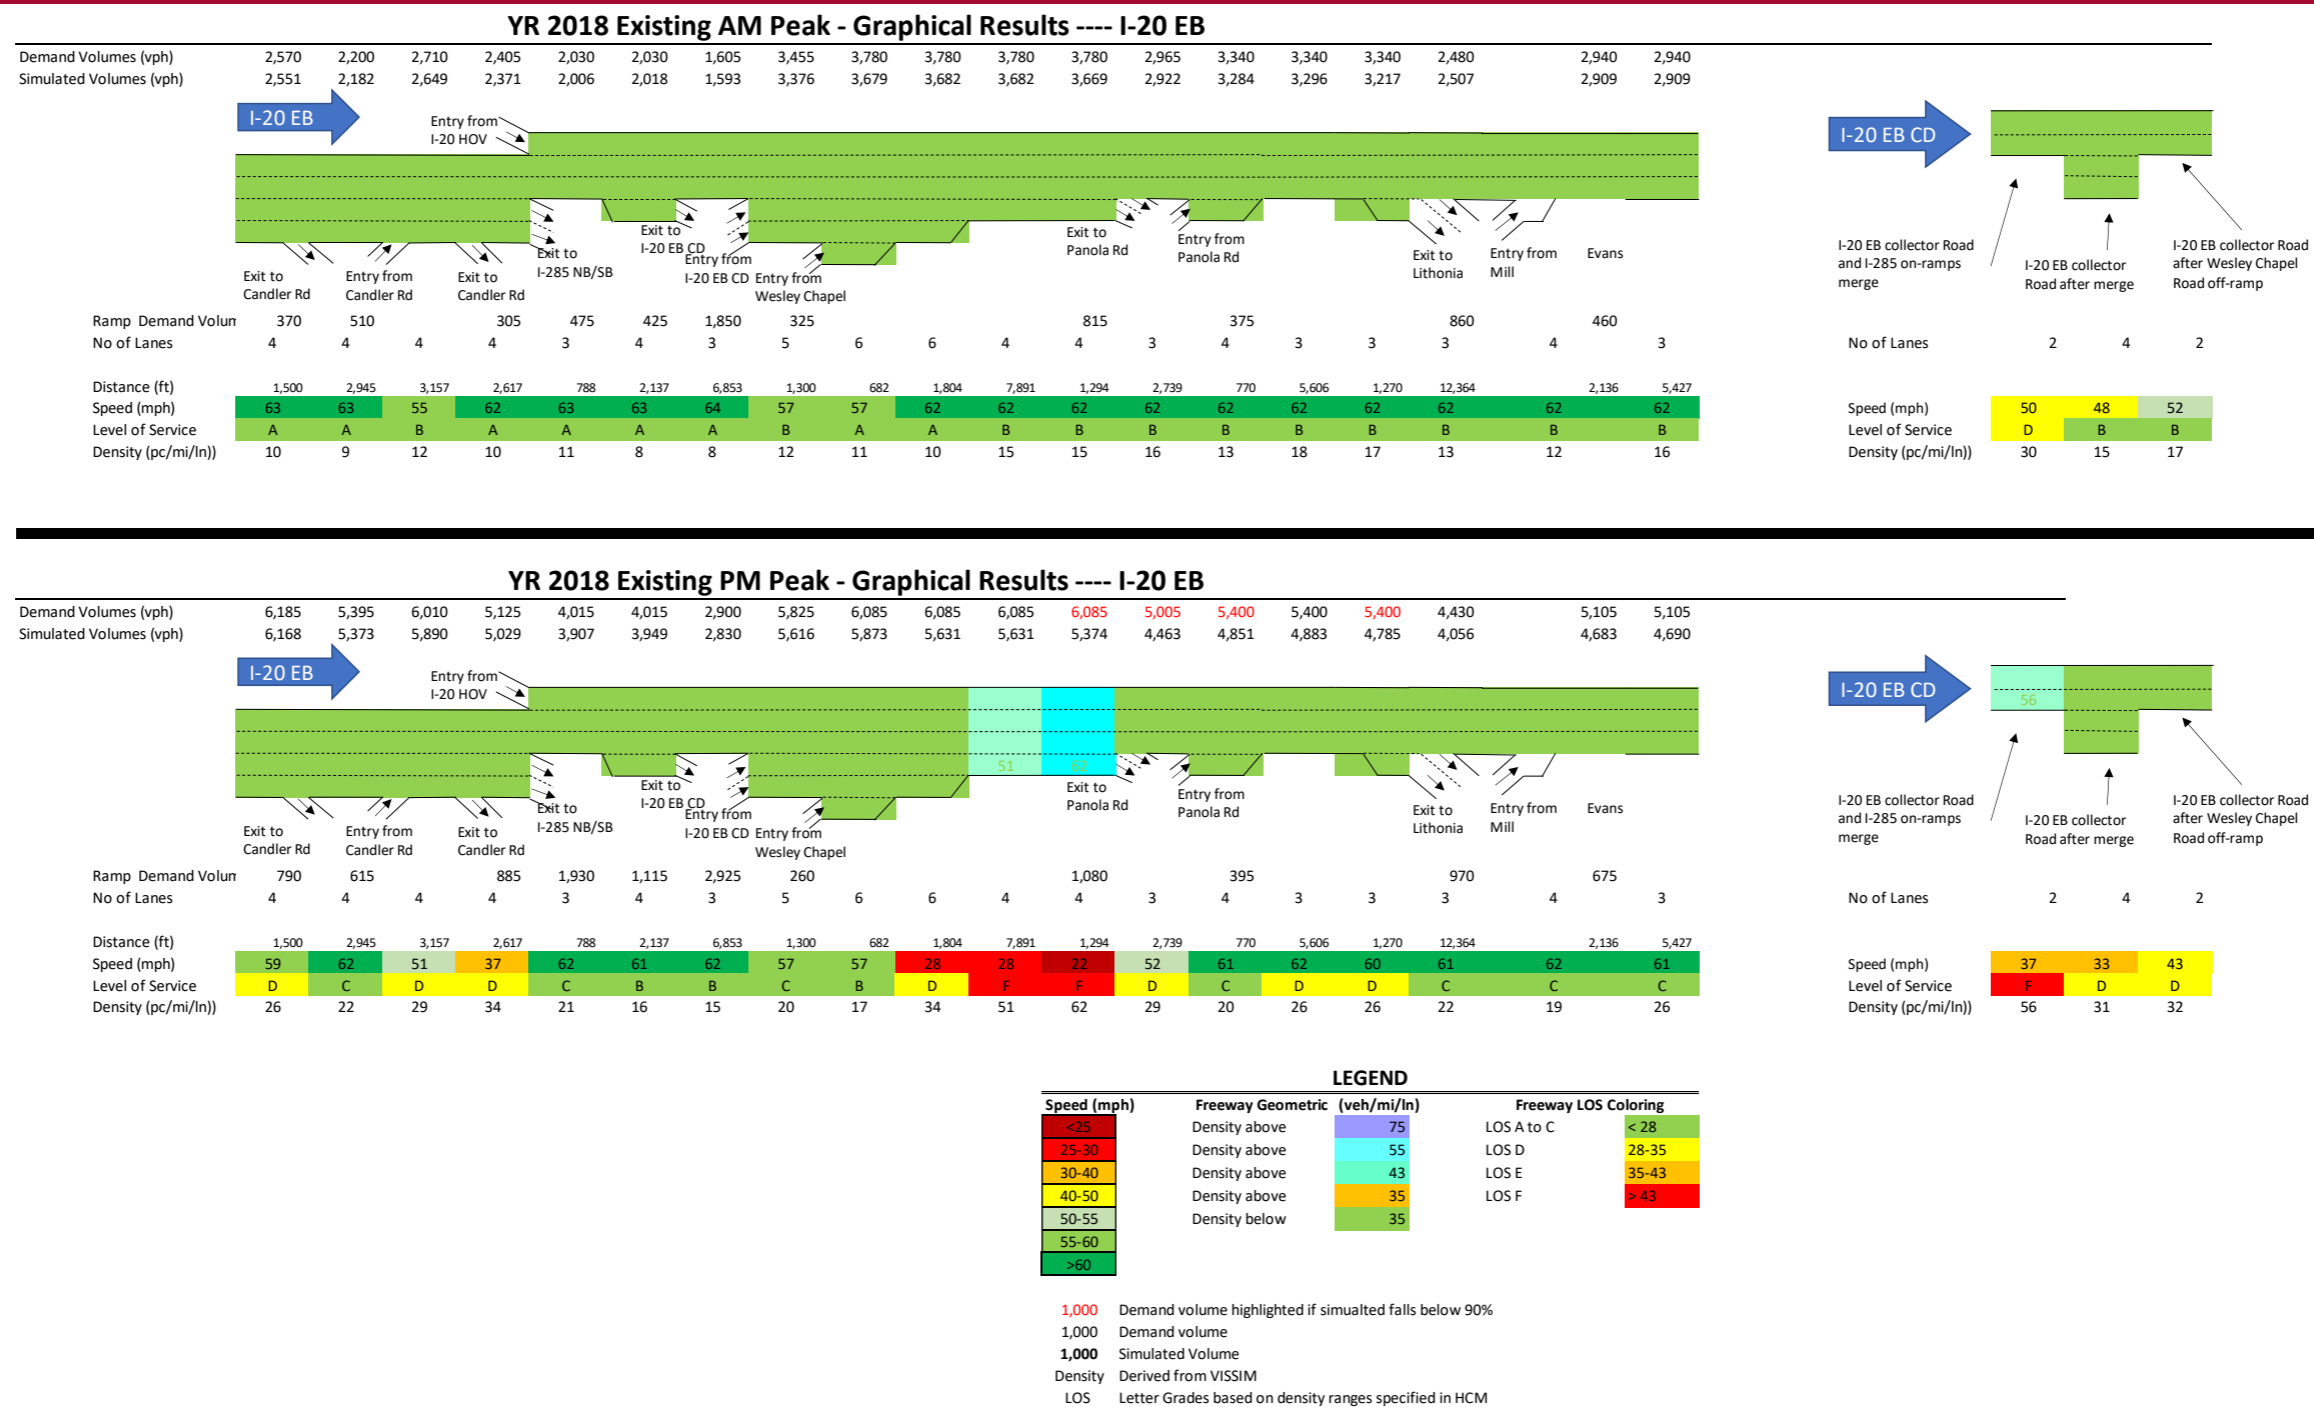 YR 2018 Existing AM Peak - Graphical Results ---- I-20 EB
Demand Volumes (vph) 2,570 2,200 2,710 2,405 2,030 2,030 1,605 3,455 3,780 3,780 3,780 3,780 2,965 3,340 3,340 3,340 2,480 2,940 2,940
Simulated Volumes (vph) 2,551 2,182 2,649 2,371 2,006 2,018 1,593 3,376 3,679 3,682 3,682 3,669 2,922 3,284 3,296 3,217 2,507 2,909 2,909
I-20 EB
Entry from
I-20 HOV
Exit to
Candler Rd
Entry from
Candler Rd
Exit to
Candler Rd
Exit to
I-285 NB/SB
Exit to
I-20 EB CD
Entry from
I-20 EB CD
Entry from
Wesley Chapel
Exit to
Panola Rd
Entry from
Panola Rd
Exit to
Lithonia
Entry from
Mill
Evans
I-20 EB CD
I-20 EB collector Road
and I-285 on-ramps
merge
I-20 EB collector
Road after merge
I-20 EB collector Road
after Wesley Chapel
Road off-ramp
Ramp Demand Volum 370 510 305 475 425 1,850 325 815 375 860 460
No of Lanes 4 4 4 4 3 4 3 5 6 6 4 4 3 4 3 3 3 4 3
No of Lanes 2 4 2
Distance (ft) 1,500 2,945 3,157 2,617 788 2,137 6,853 1,300 682 1,804 7,891 1,294 2,739 770 5,606 1,270 12,364 2,136 5,427
Speed (mph) 63 63 55 62 63 63 64 57 57 62 62 62 62 62 62 62 62 62 62
Speed (mph) 50 48 52
Level of Service A A B A A A A B A A B B B B B B B B B
Level of Service D B B
Density (pc/mi/ln)) 10 9 12 10 11 8 8 12 11 10 15 15 16 13 18 17 13 12 16
Density (pc/mi/ln)) 30 15 17
YR 2018 Existing PM Peak - Graphical Results ---- I-20 EB
Demand Volumes (vph) 6,185 5,395 6,010 5,125 4,015 4,015 2,900 5,825 6,085 6,085 6,085 6,085 5,005 5,400 5,400 5,400 4,430 5,105 5,105
Simulated Volumes (vph) 6,168 5,373 5,890 5,029 3,907 3,949 2,830 5,616 5,873 5,631 5,631 5,374 4,463 4,851 4,883 4,785 4,056 4,683 4,690
I-20 EB
Entry from
I-20 HOV
51 62
Exit to
Candler Rd
Entry from
Candler Rd
Exit to
Candler Rd
Exit to
I-285 NB/SB
Exit to
I-20 EB CD
Entry from
I-20 EB CD
Entry from
Wesley Chapel
Exit to
Panola Rd
Entry from
Panola Rd
Exit to
Lithonia
Entry from
Mill
Evans
I-20 EB CD
56
I-20 EB collector Road
and I-285 on-ramps
merge
I-20 EB collector
Road after merge
I-20 EB collector Road
after Wesley Chapel
Road off-ramp
Ramp Demand Volum 790 615 885 1,930 1,115 2,925 260 1,080 395 970 675
No of Lanes 4 4 4 4 3 4 3 5 6 6 4 4 3 4 3 3 3 4 3
No of Lanes 2 4 2
Distance (ft) 1,500 2,945 3,157 2,617 788 2,137 6,853 1,300 682 1,804 7,891 1,294 2,739 770 5,606 1,270 12,364 2,136 5,427
Speed (mph) 59 62 51 37 62 61 62 57 57 28 28 22 52 61 62 60 61 62 61
Speed (mph) 37 33 43
Level of Service D C D D C B B C B D F F D C D D C C C
Level of Service F D D
Density (pc/mi/ln)) 26 22 29 34 21 16 15 20 17 34 51 62 29 20 26 26 22 19 26
Density (pc/mi/ln)) 56 31 32
LEGEND
Speed (mph) Freeway Geometric (veh/mi/ln) Freeway LOS Coloring
<25 Density above 75 LOS A to C < 28
25-30 Density above 55 LOS D 28-35
30-40 Density above 43 LOS E 35-43
40-50 Density above 35 LOS F > 43
50-55 Density below 35
55-60
>60
1,000 Demand volume highlighted if simualted falls below 90%
1,000 Demand volume
1,000 Simulated Volume
Density Derived from VISSIM
LOS Letter Grades based on density ranges specified in HCM